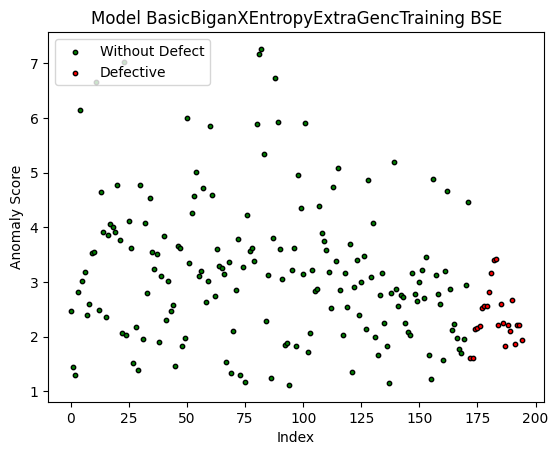 Model BasicBiganXEntropyExtraGencTraining BSE
Without Defect
Defective
Anomaly Score
7
6
5
4
3
2
1
0 25 50 75 100 125 150 175 200
Index